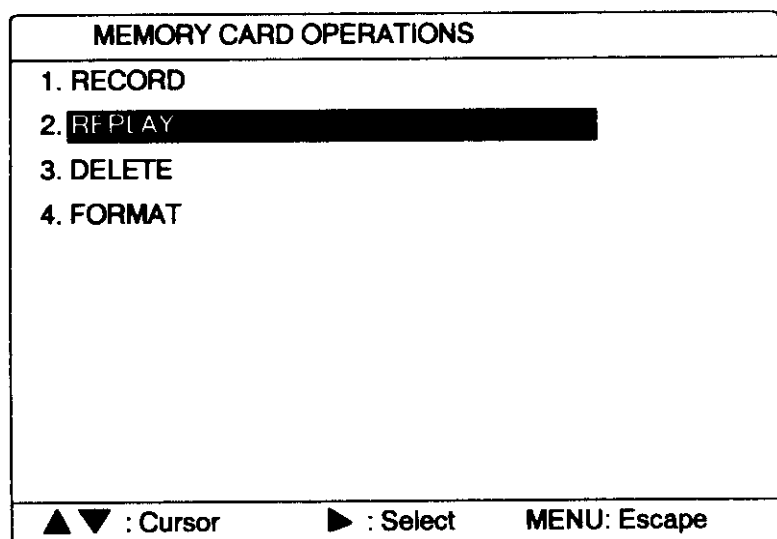 MEMORY CARD OPERATIONS
1. RECORD
2. REPLAY
3. DELETE
4. FORMAT
▲ ▼ : Cursor ▶ : Select MENU: Escape